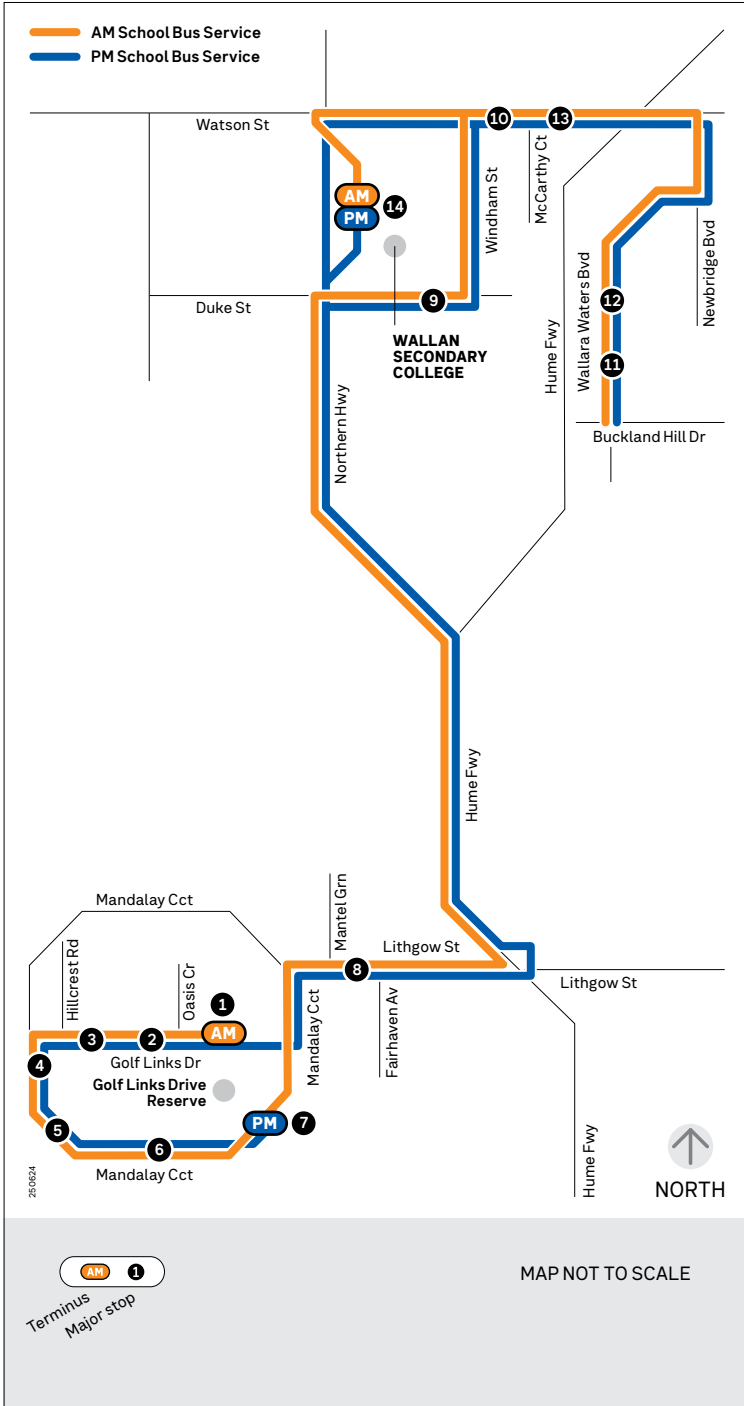 AM School Bus Service
PM School Bus Service
Watson St
10
13
McCarthy Ct
Windham St
AM
PM
14
Newbridge Bvd
Duke St
9
WALLAN
SECONDARY
COLLEGE
Hume Fwy
Wallara Waters Bvd
12
11
Buckland Hill Dr
Northern Hwy
Hume Fwy
Mandalay Cct
Mantel Grn
Lithgow St
8
Lithgow St
Hillcrest Rd
Oasis Cr
1
AM
3
2
Golf Links Dr
Mandalay Cct
Fairhaven Av
4
Golf Links Drive
Reserve
5
6
PM
7
Mandalay Cct
Hume Fwy
250624
NORTH
AM
1
Terminus
Major stop
MAP NOT TO SCALE